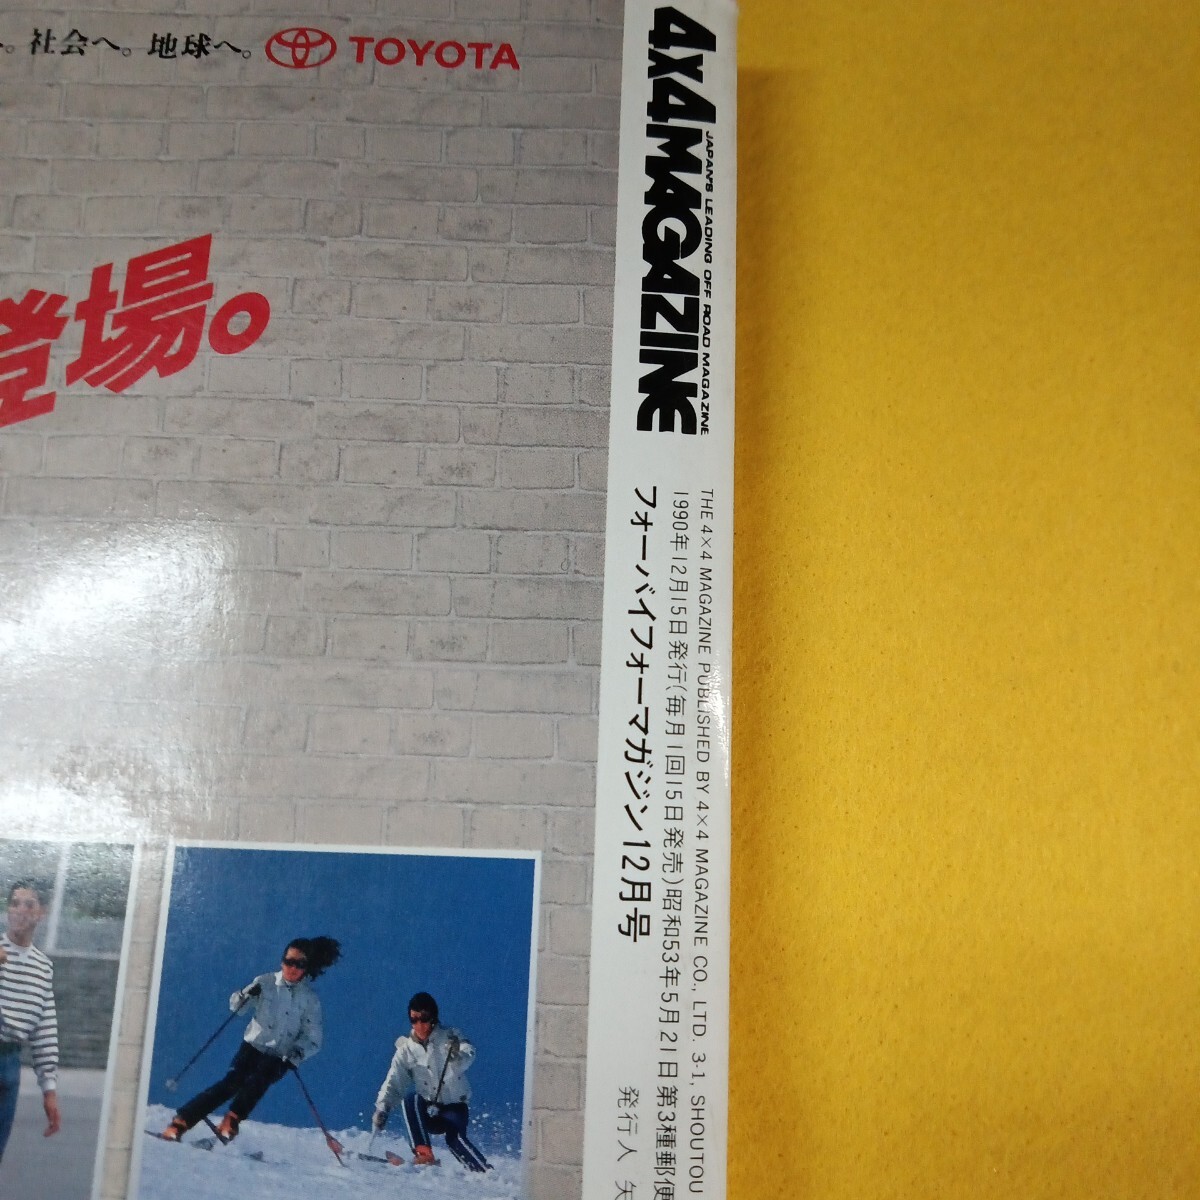 。社会へ。地球へ。 TOYOTA
登場。
4x4MAGAZINE
JAPAN'S LEADING OFF ROAD MAGAZINE
THE 4×4 MAGAZINE PUBLISHED BY 4×4 MAGAZINE CO., LTD. 3-1, SHOUTOU
1990年12月15日発行(毎月1回15日発売)昭和53年5月21日第3種郵便
フォーバイフォーマガジン12月号
発行人 矢